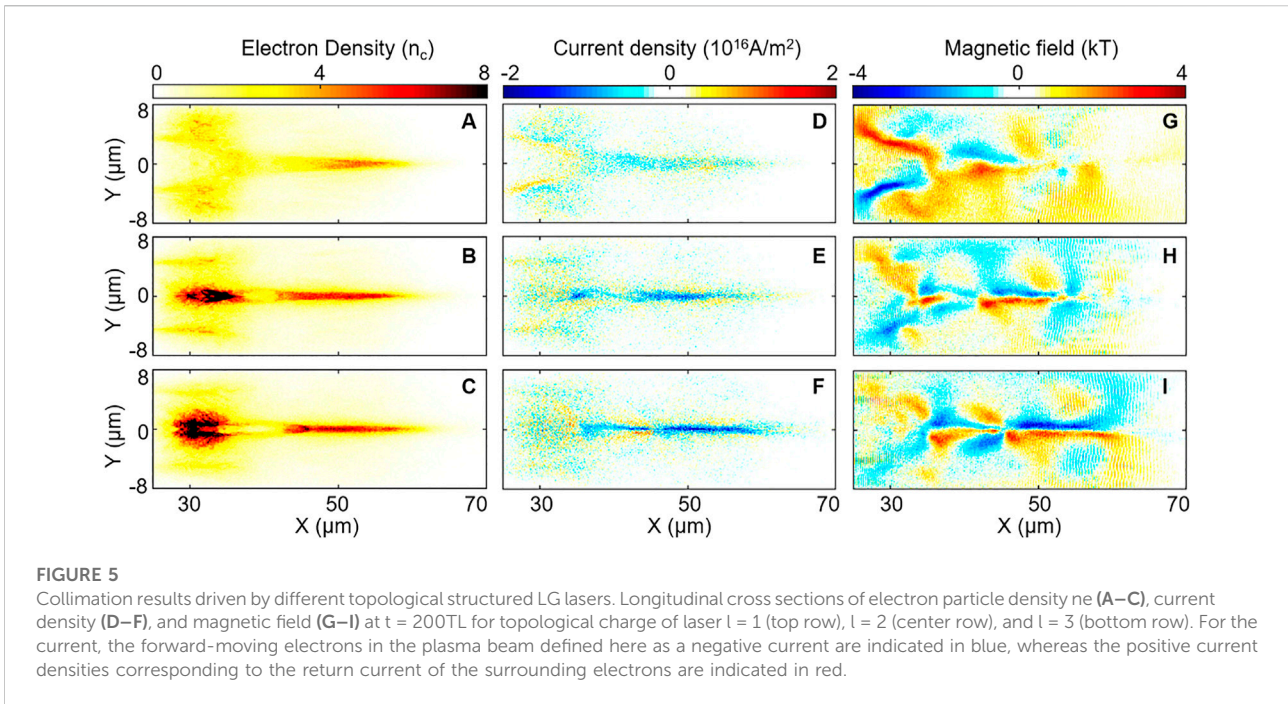 Electron Density (nc)
0 4 8
Current density (10¹⁶A/m²)
-2 0 2
Magnetic field (kT)
-4 0 4
8
0
-8
Y (μm)
A
D
G
8
0
-8
Y (μm)
B
E
H
8
0
-8
Y (μm)
C
F
I
30 50 70
X (μm)
30 50 70
X (μm)
30 50 70
X (μm)
FIGURE 5
Collimation results driven by different topological structured LG lasers. Longitudinal cross sections of electron particle density ne (A–C), current
density (D–F), and magnetic field (G–I) at t = 200TL for topological charge of laser l = 1 (top row), l = 2 (center row), and l = 3 (bottom row). For the
current, the forward-moving electrons in the plasma beam defined here as a negative current are indicated in blue, whereas the positive current
densities corresponding to the return current of the surrounding electrons are indicated in red.